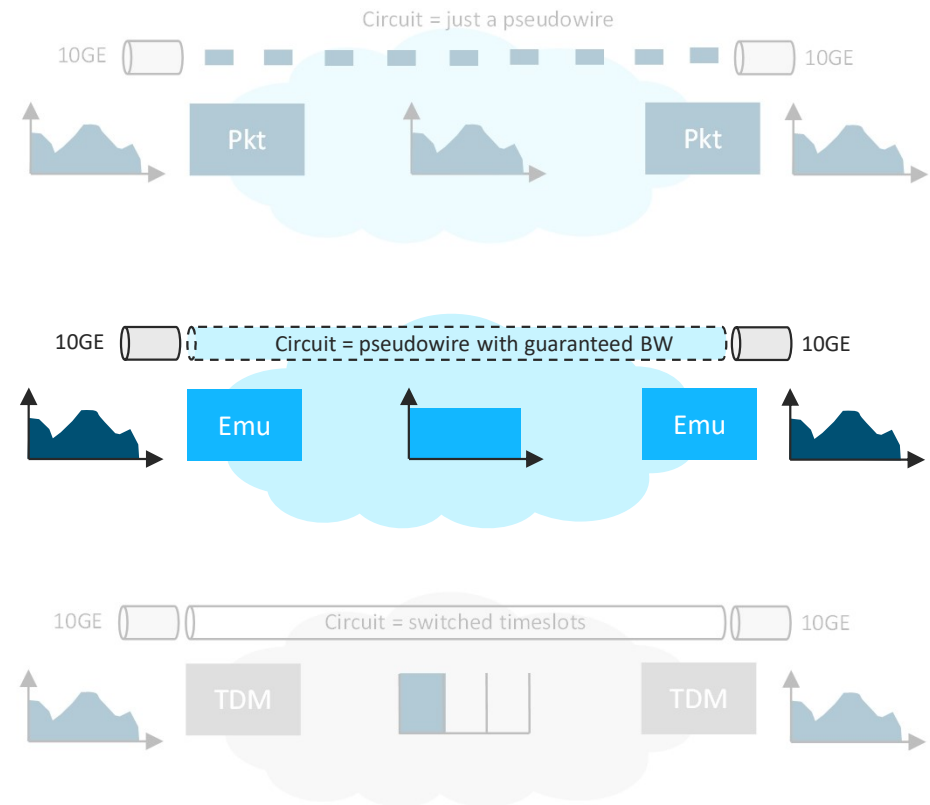 Circuit = just a pseudowire
10GE
10GE
Pkt
Pkt
10GE
Circuit = pseudowire with guaranteed BW
10GE
Emu
Emu
10GE
Circuit = switched timeslots
10GE
TDM
TDM